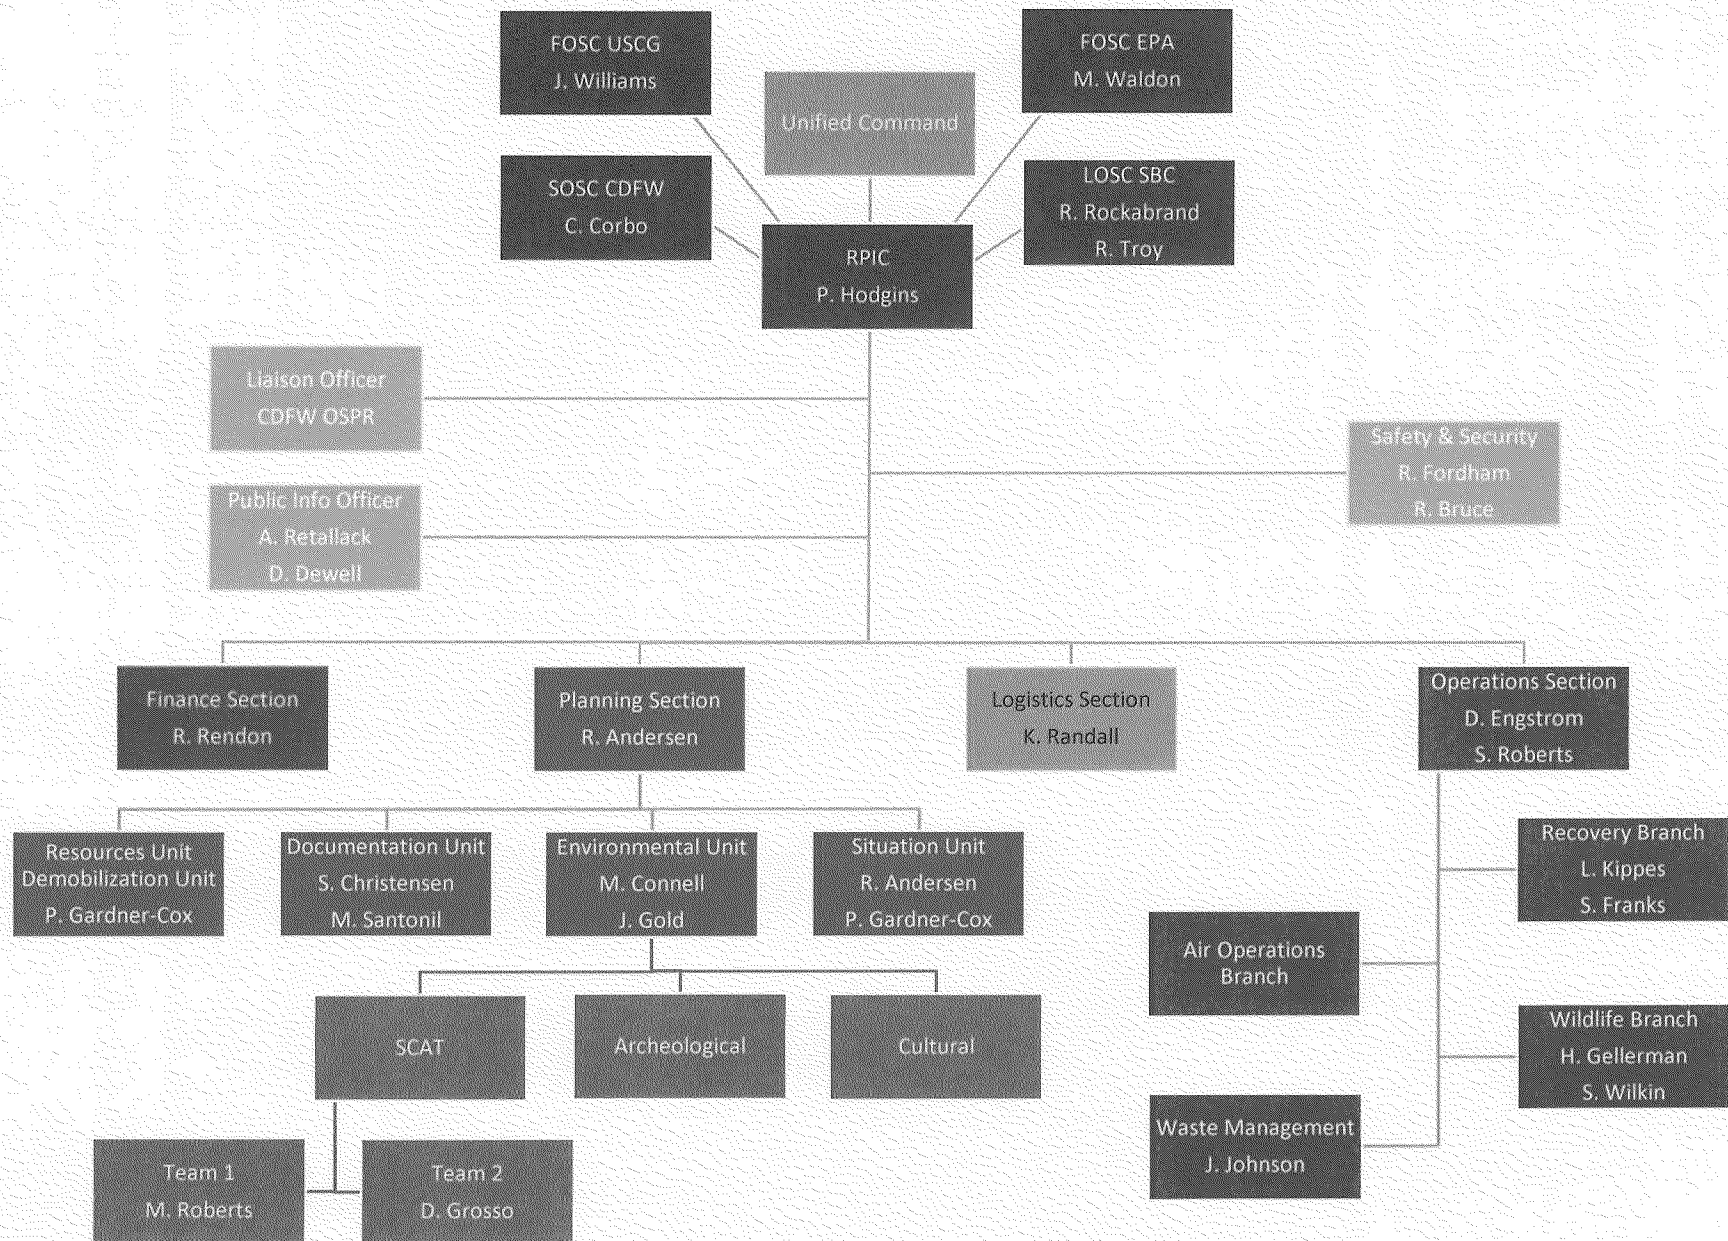 FOSC USCG
J. Williams
FOSC EPA
M. Waldon
Unified Command
SOSC CDFW
C. Corbo
LOSC SBC
R. Rockabrand
R. Troy
RPIC
P. Hodgins
Liaison Officer
CDFW OSPR
Safety & Security
R. Fordham
R. Bruce
Public Info Officer
A. Retallack
D. Dewell
Finance Section
R. Rendon
Planning Section
R. Andersen
Logistics Section
K. Randall
Operations Section
D. Engstrom
S. Roberts
Resources Unit
Demobilization Unit
P. Gardner-Cox
Documentation Unit
S. Christensen
M. Santonil
Environmental Unit
M. Connell
J. Gold
Situation Unit
R. Andersen
P. Gardner-Cox
Recovery Branch
L. Kippes
S. Franks
Air Operations
Branch
Wildlife Branch
H. Gellerman
S. Wilkin
SCAT
Archeological
Cultural
Waste Management
J. Johnson
Team 1
M. Roberts
Team 2
D. Grosso